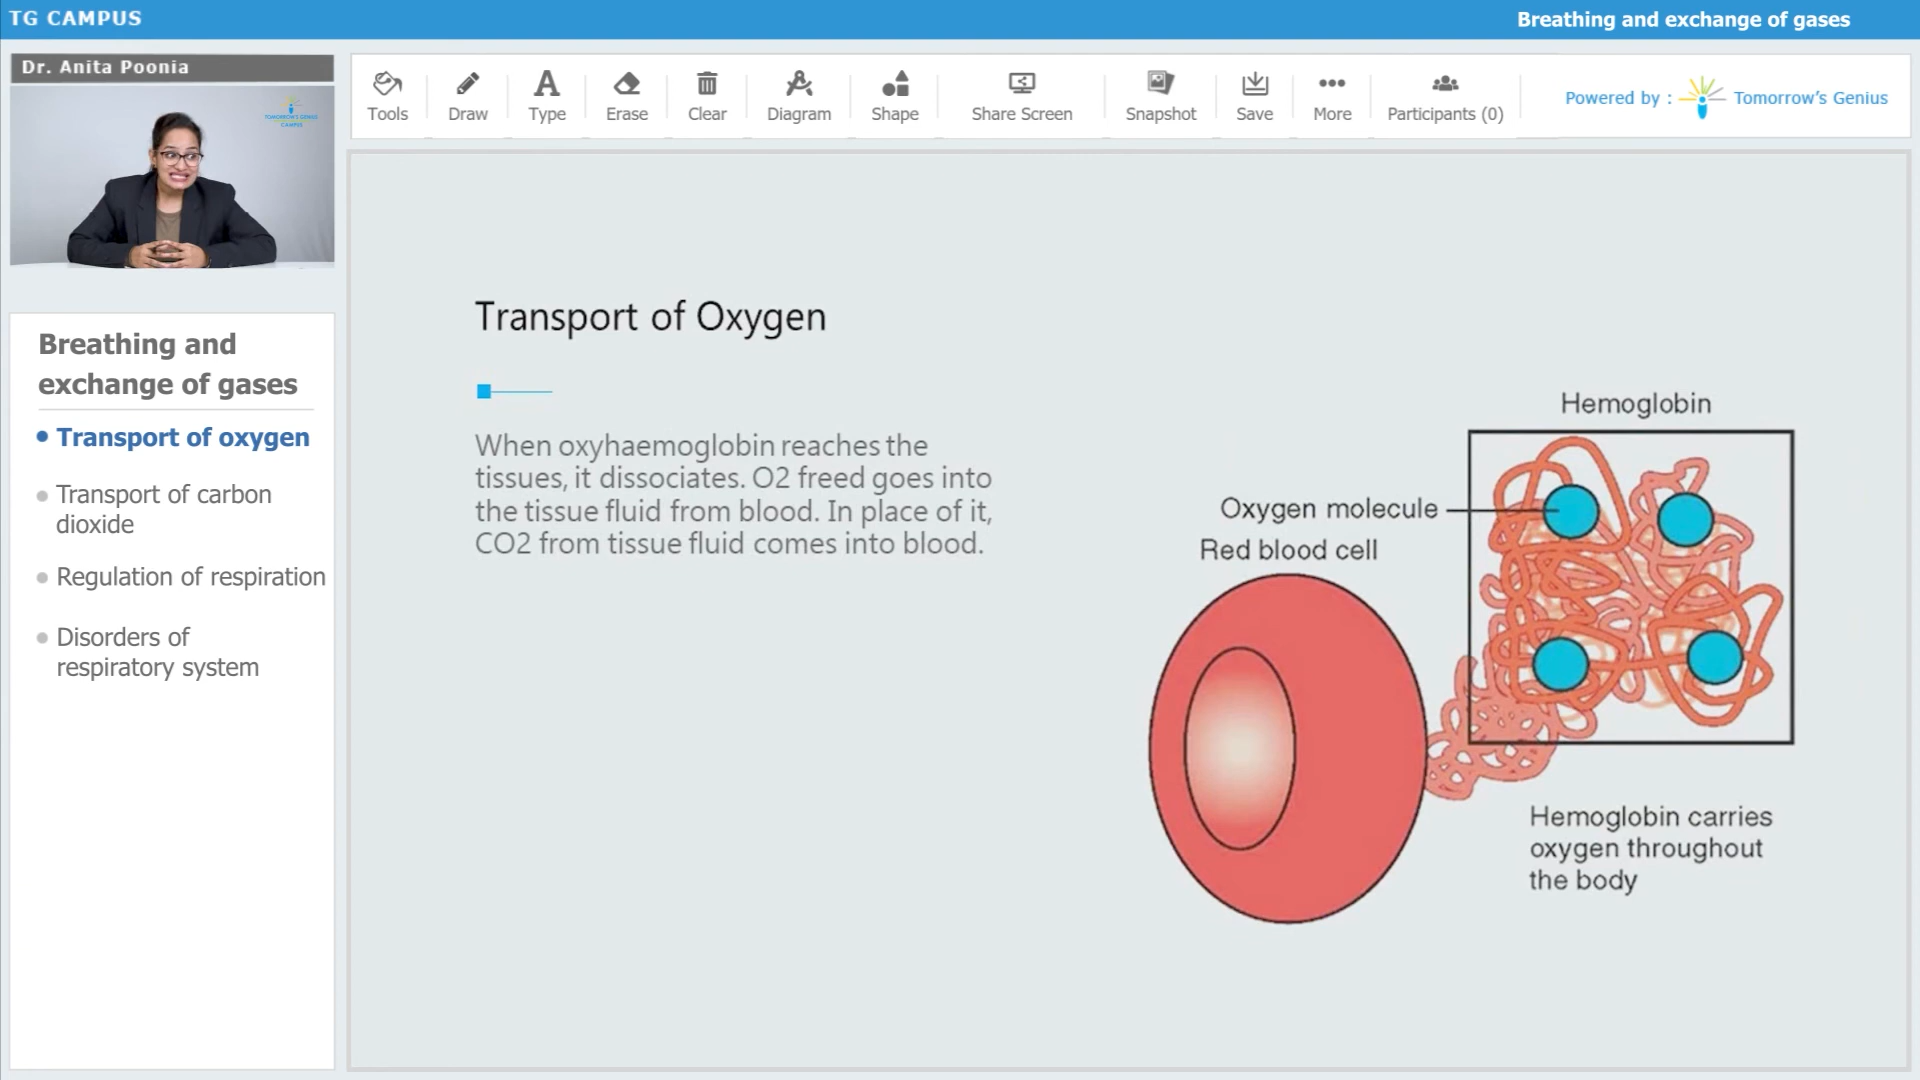 TG CAMPUS
Breathing and exchange of gases
Dr. Anita Poonia
TOMORROW'S GENIUS
CAMPUS
Tools
Draw
Type
Erase
Clear
Diagram
Shape
Share Screen
Snapshot
Save
More
Participants (0)
Powered by :
Tomorrow's Genius
Breathing and
exchange of gases
Transport of oxygen
Transport of carbon
dioxide
Regulation of respiration
Disorders of
respiratory system
Transport of Oxygen
When oxyhaemoglobin reaches the
tissues, it dissociates. O2 freed goes into
the tissue fluid from blood. In place of it,
CO2 from tissue fluid comes into blood.
Hemoglobin
Oxygen molecule
Red blood cell
Hemoglobin carries
oxygen throughout
the body